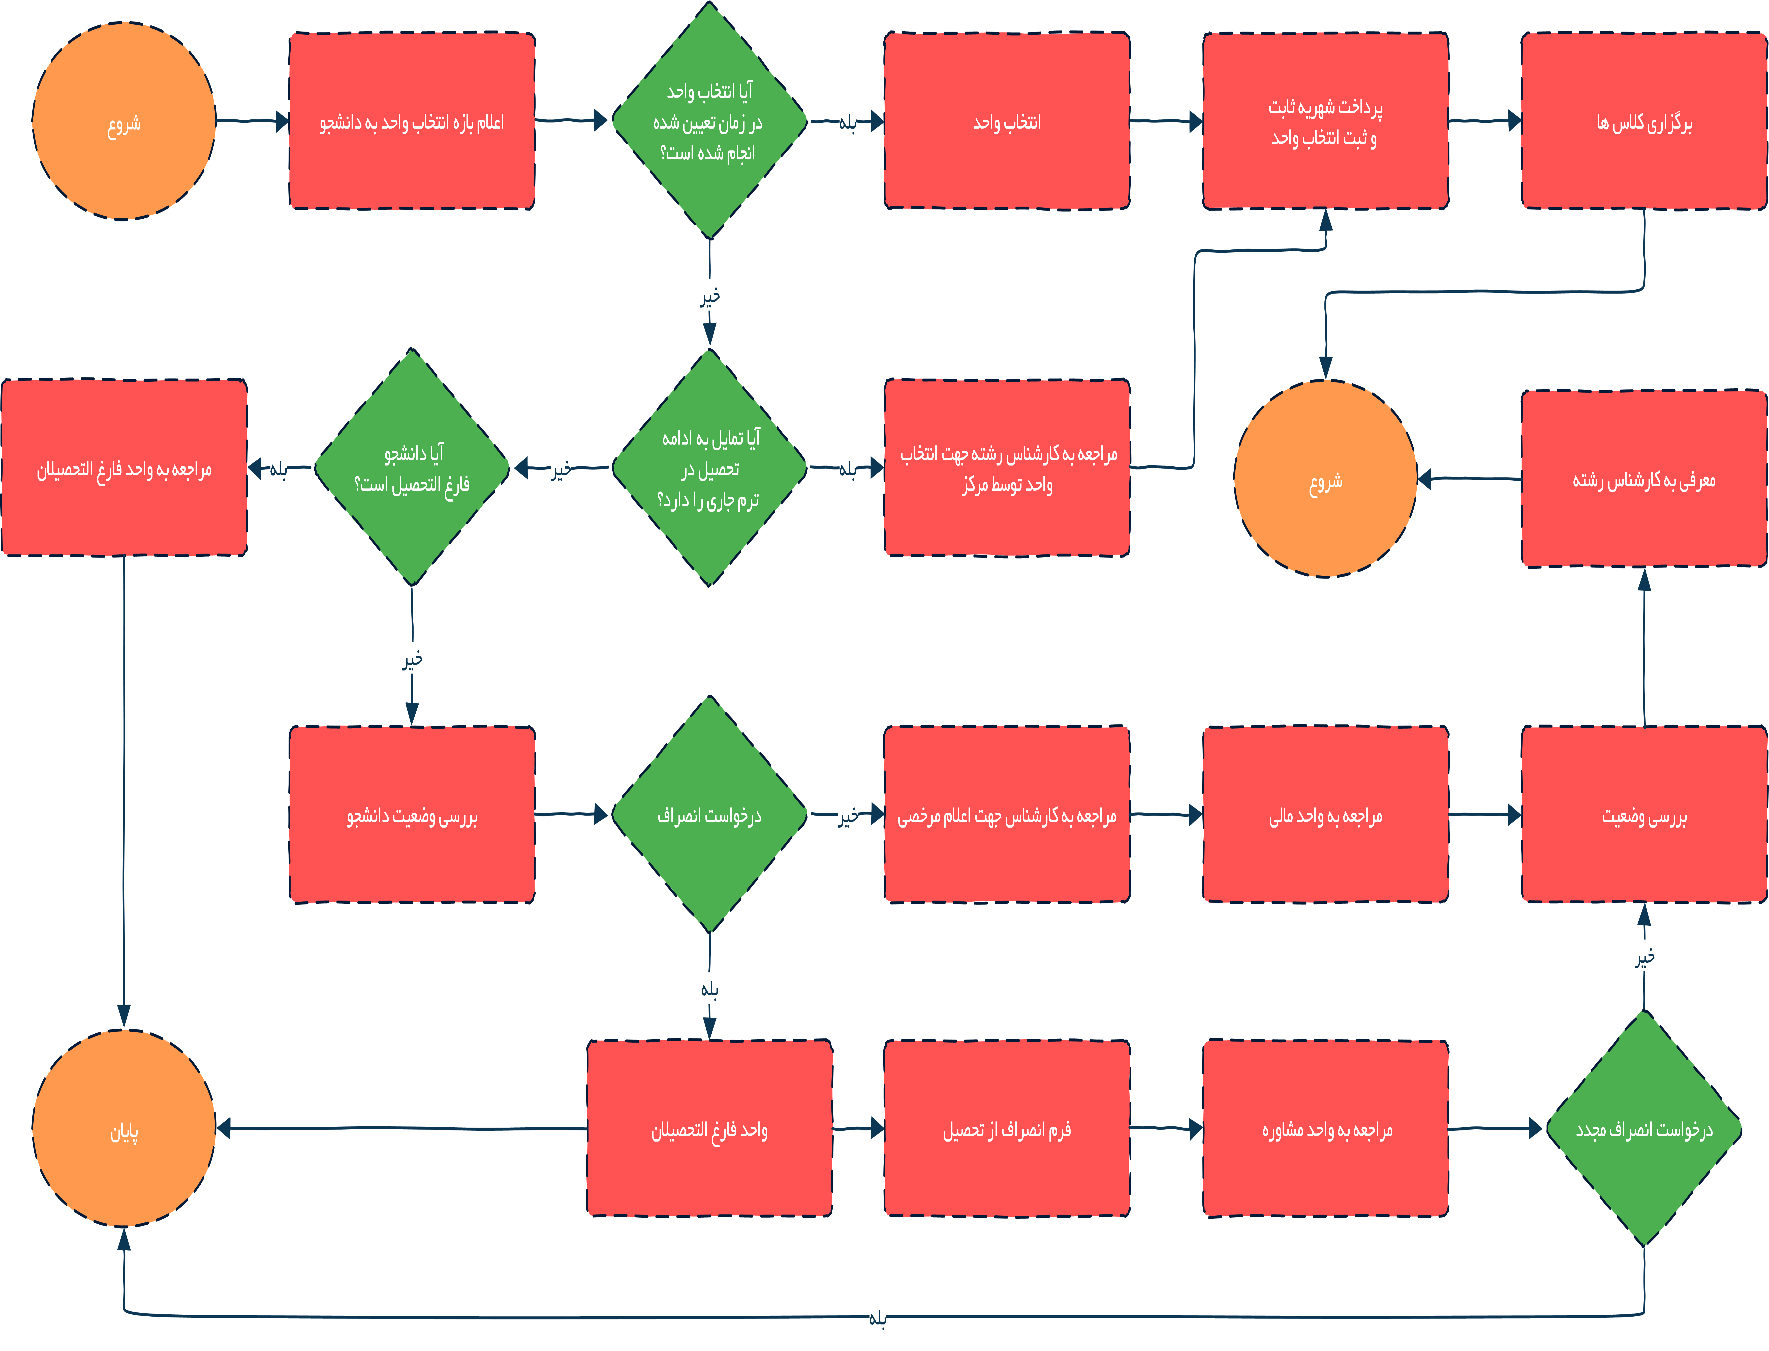 شروع
اعلام بازه انتخاب واحد به دانشجو
آیا انتخاب واحد
در زمان تعیین شده
انجام شده است؟
بله
انتخاب واحد
پرداخت شهریه ثابت
و ثبت انتخاب واحد
برگزاری کلاس ها
خیر
مراجعه به واحد فارغ التحصیلان
بله
آیا دانشجو
فارغ التحصیل است؟
خیر
آیا تمایل به ادامه
تحصیل در
ترم جاری را دارد؟
بله
مراجعه به کارشناس رشته جهت انتخاب
واحد توسط مرکز
شروع
معرفی به کارشناس رشته
خیر
بررسی وضعیت دانشجو
درخواست انصراف
خیر
مراجعه به کارشناس جهت اعلام مرخصی
مراجعه به واحد مالی
بررسی وضعیت
بله
خیر
پایان
واحد فارغ التحصیلان
فرم انصراف از تحصیل
مراجعه به واحد مشاوره
درخواست انصراف مجدد
بله